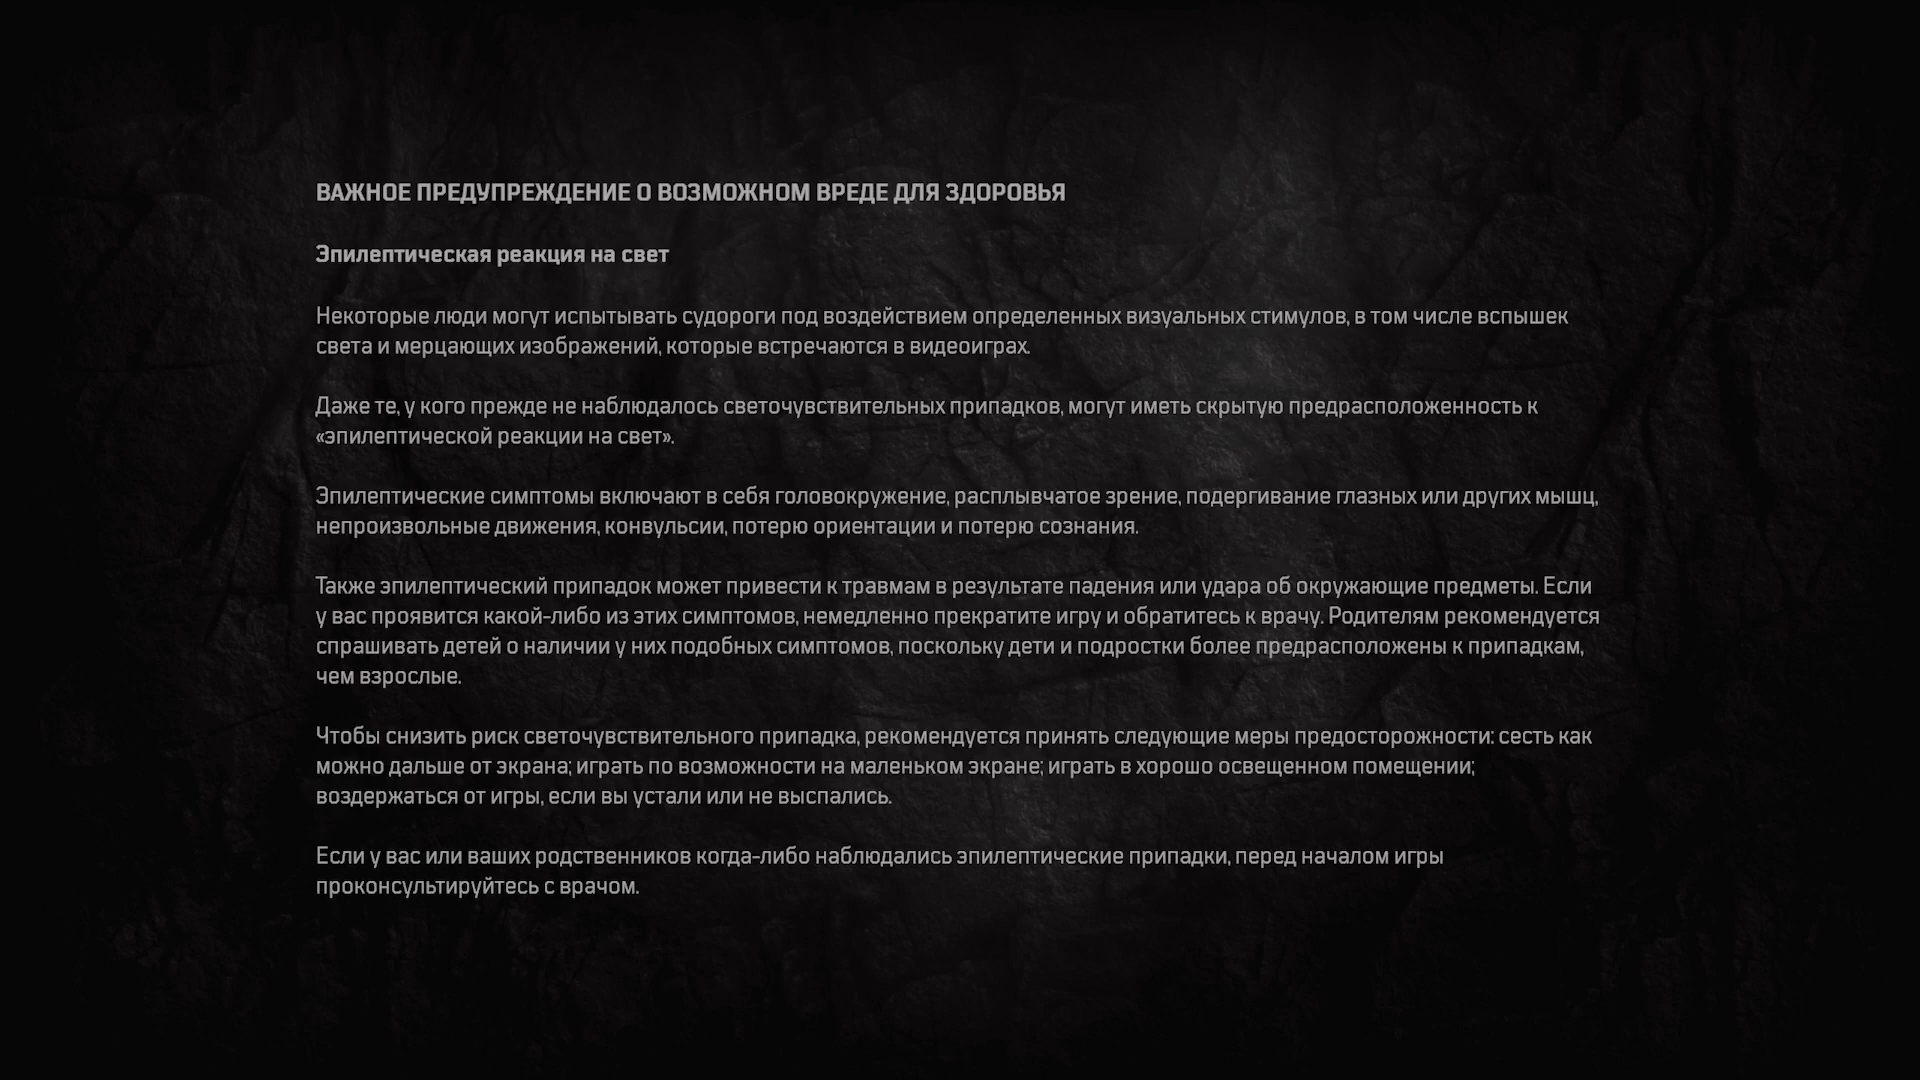 ВАЖНОЕ ПРЕДУПРЕЖДЕНИЕ О ВОЗМОЖНОМ ВРЕДЕ ДЛЯ ЗДОРОВЬЯ
Эпилептическая реакция на свет
Некоторые люди могут испытывать судороги под воздействием определенных визуальных стимулов, в том числе вспышек
света и мерцающих изображений, которые встречаются в видеоиграх.
Даже те, у кого прежде не наблюдалось светочувствительных припадков, могут иметь скрытую предрасположенность к
«эпилептической реакции на свет».
Эпилептические симптомы включают в себя головокружение, расплывчатое зрение, подергивание глазных или других мышц,
непроизвольные движения, конвульсии, потерю ориентации и потерю сознания.
Также эпилептический припадок может привести к травмам в результате падения или удара об окружающие предметы. Если
у вас проявится какой-либо из этих симптомов, немедленно прекратите игру и обратитесь к врачу. Родителям рекомендуется
спрашивать детей о наличии у них подобных симптомов, поскольку дети и подростки более предрасположены к припадкам,
чем взрослые.
Чтобы снизить риск светочувствительного припадка, рекомендуется принять следующие меры предосторожности: сесть как
можно дальше от экрана; играть по возможности на маленьком экране; играть в хорошо освещенном помещении;
воздержаться от игры, если вы устали или не выспались.
Если у вас или ваших родственников когда-либо наблюдались эпилептические припадки, перед началом игры
проконсультируйтесь с врачом.